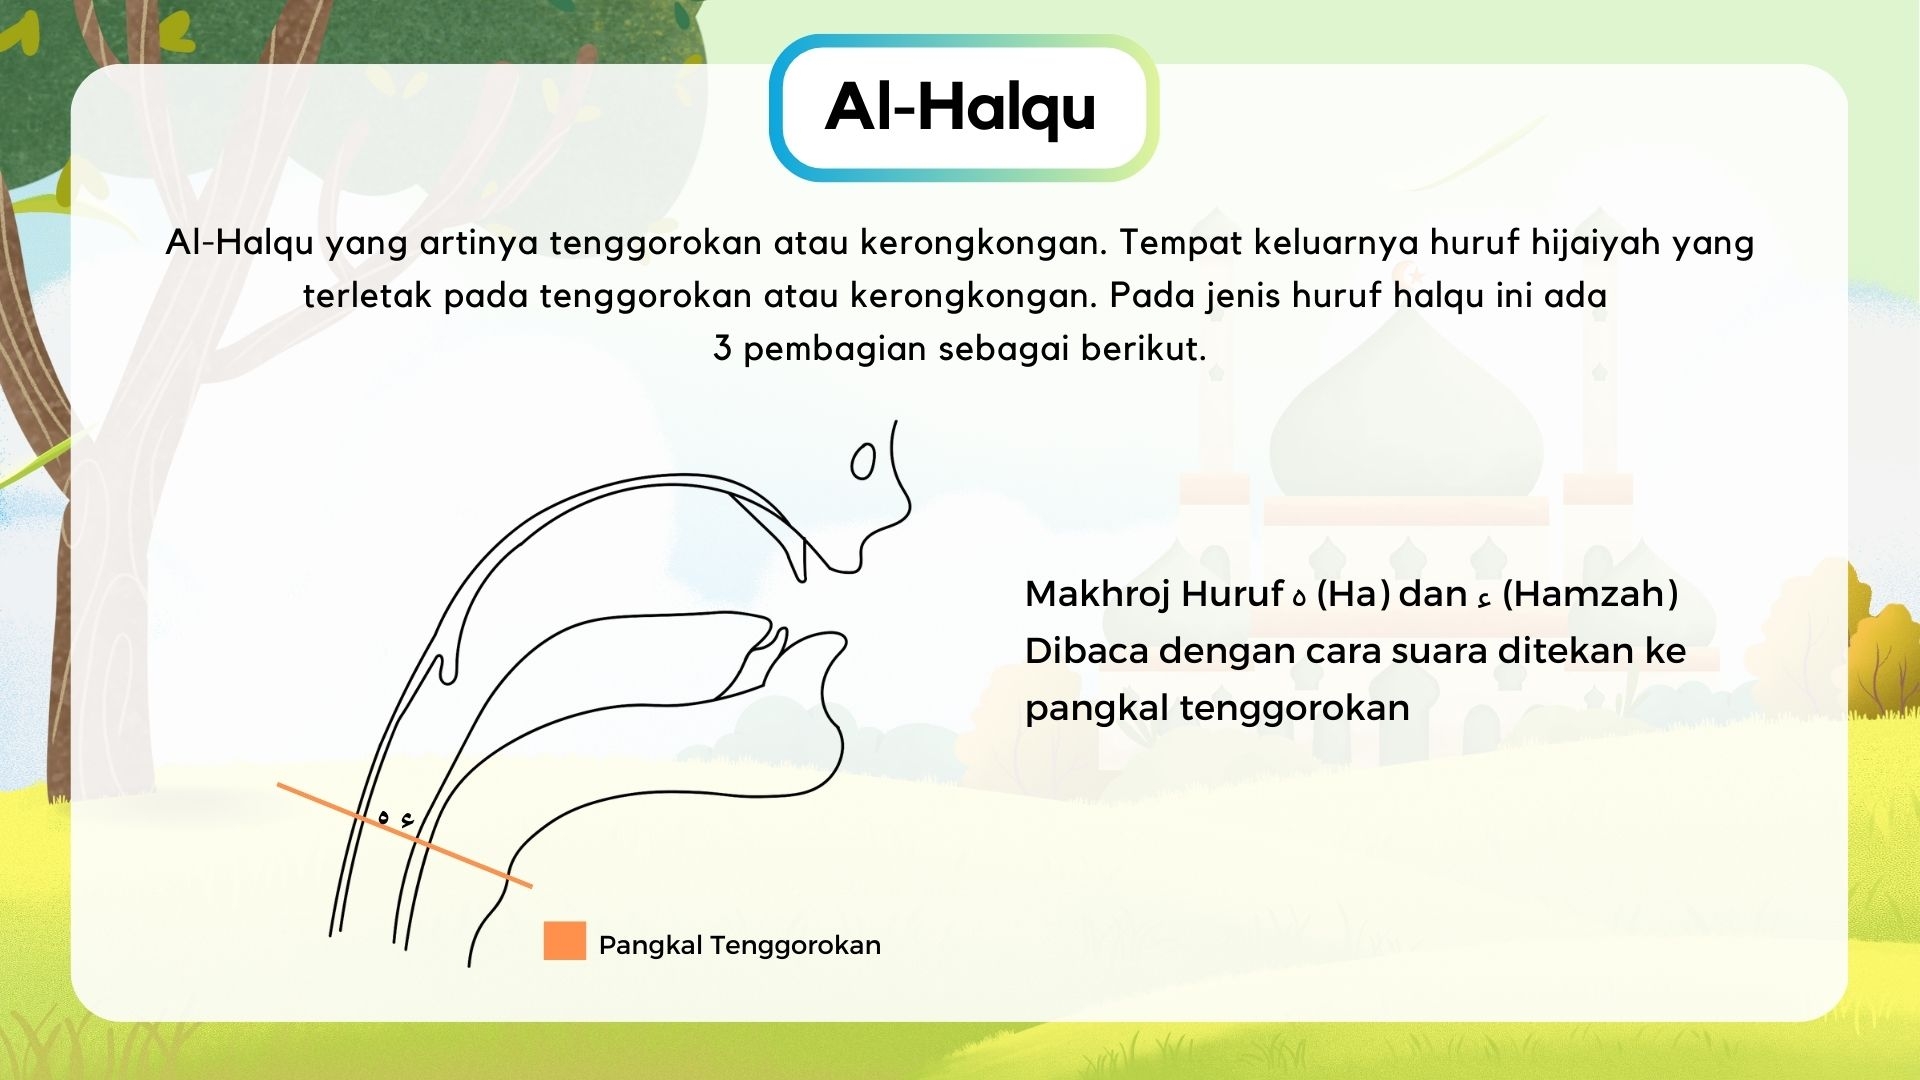 Al-Halqu
Al-Halqu yang artinya tenggorokan atau kerongkongan. Tempat keluarnya huruf hijaiyah yang
terletak pada tenggorokan atau kerongkongan. Pada jenis huruf halqu ini ada
3 pembagian sebagai berikut.
Makhroj Huruf ه (Ha) dan ء (Hamzah)
Dibaca dengan cara suara ditekan ke
pangkal tenggorokan
ء ه
Pangkal Tenggorokan